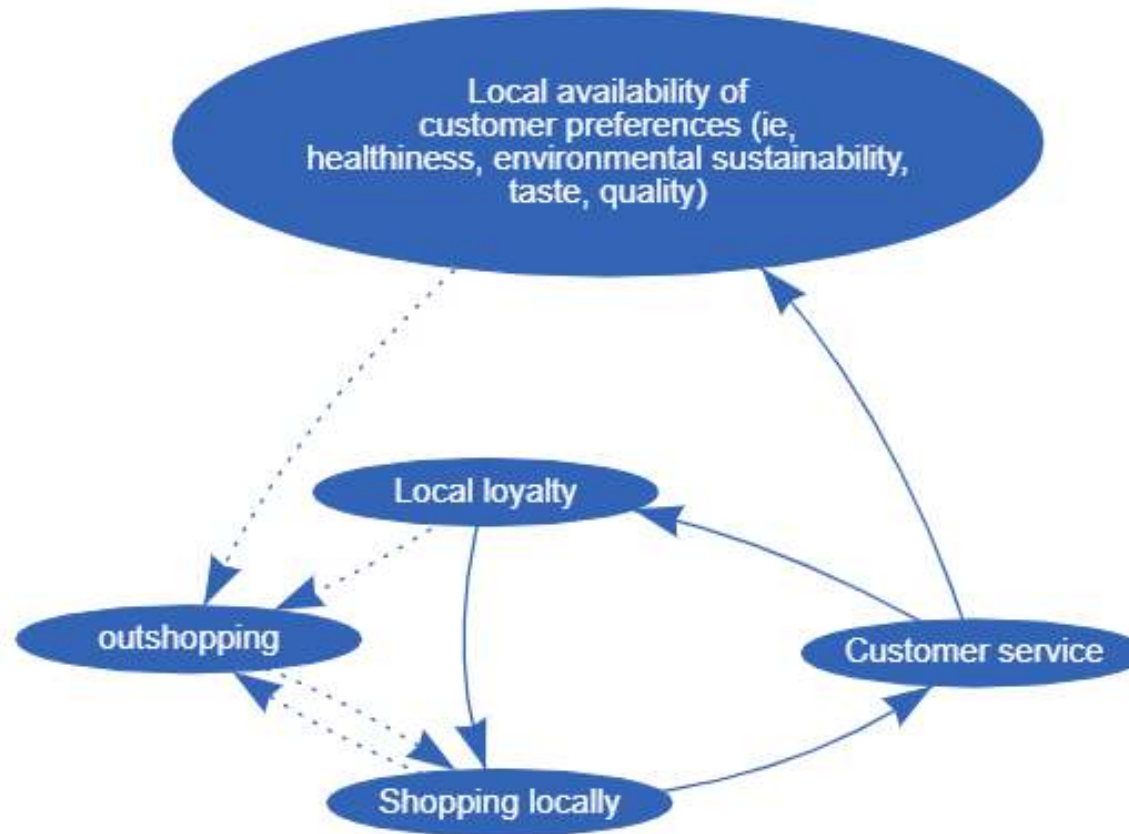 Local availability of
customer preferences (ie,
healthiness, environmental sustainability,
taste, quality)
Local loyalty
outshopping
Customer service
Shopping locally